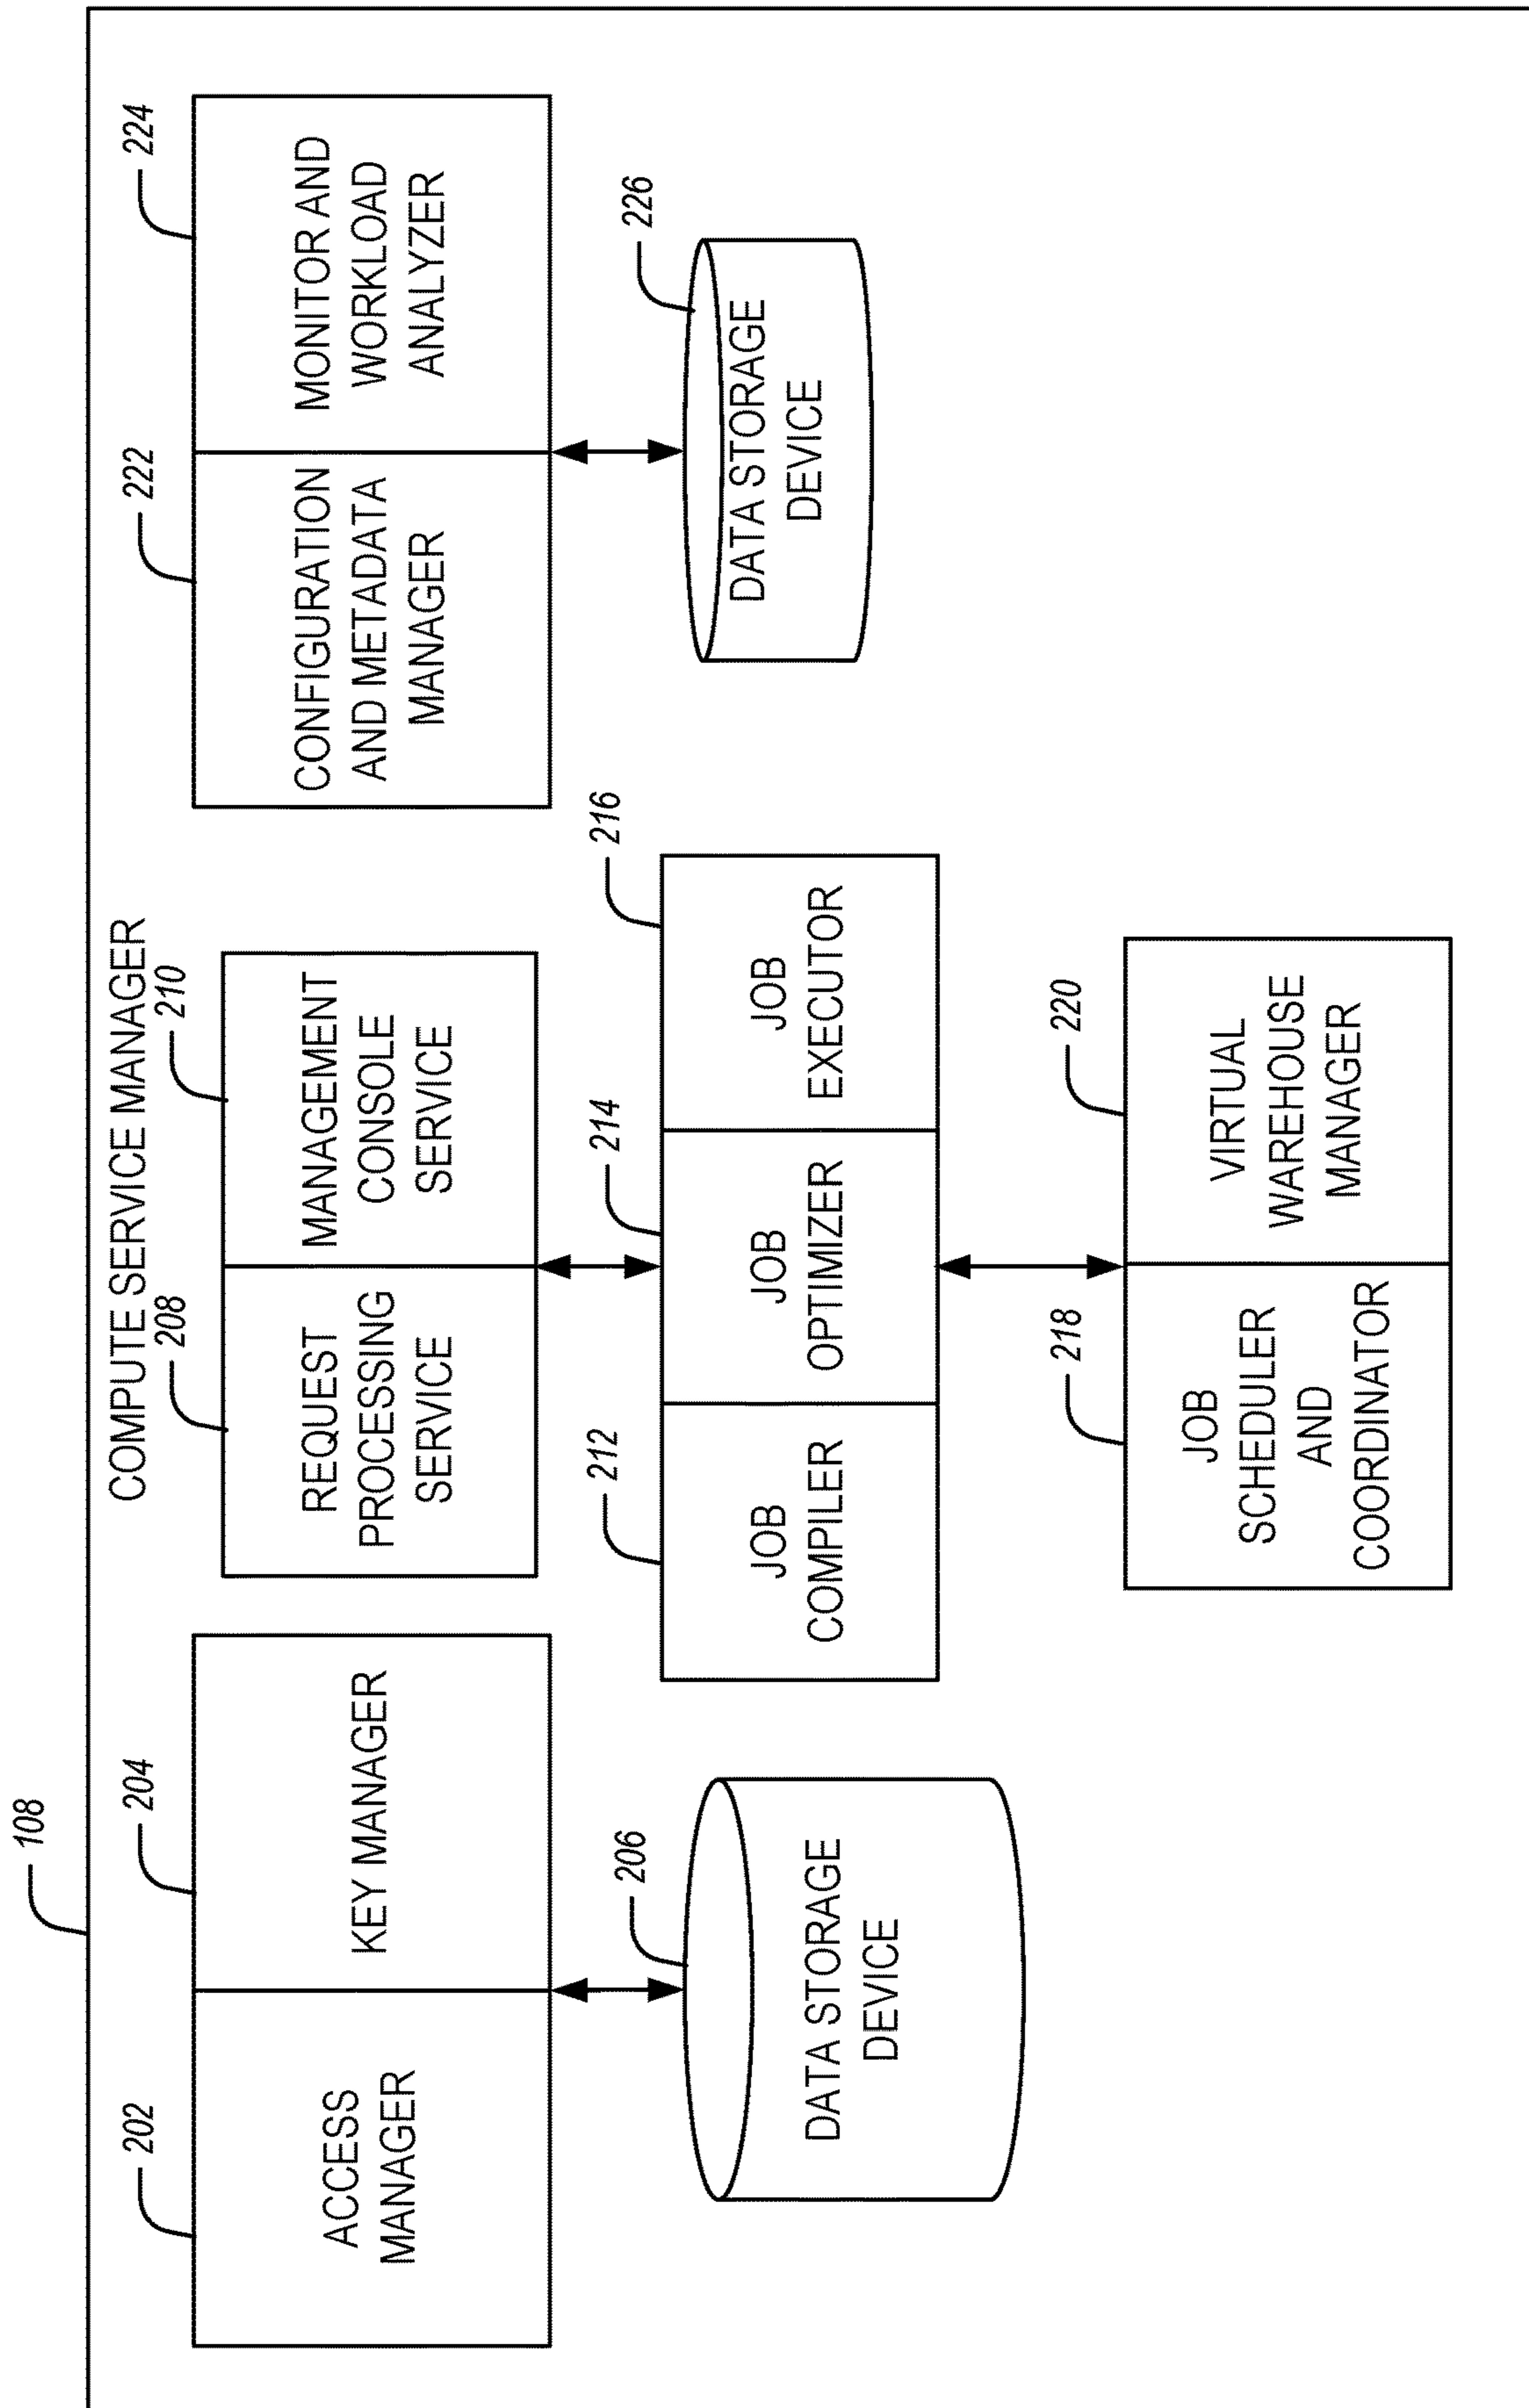 108
COMPUTE SERVICE MANAGER
202
ACCESS
MANAGER
204
KEY MANAGER
206
DATA STORAGE
DEVICE
208
REQUEST
PROCESSING
SERVICE
210
MANAGEMENT
CONSOLE
SERVICE
212
JOB
COMPILER
214
JOB
OPTIMIZER
216
JOB
EXECUTOR
218
JOB
SCHEDULER
AND
COORDINATOR
220
VIRTUAL
WAREHOUSE
MANAGER
222
CONFIGURATION
AND METADATA
MANAGER
224
MONITOR AND
WORKLOAD
ANALYZER
226
DATA STORAGE
DEVICE